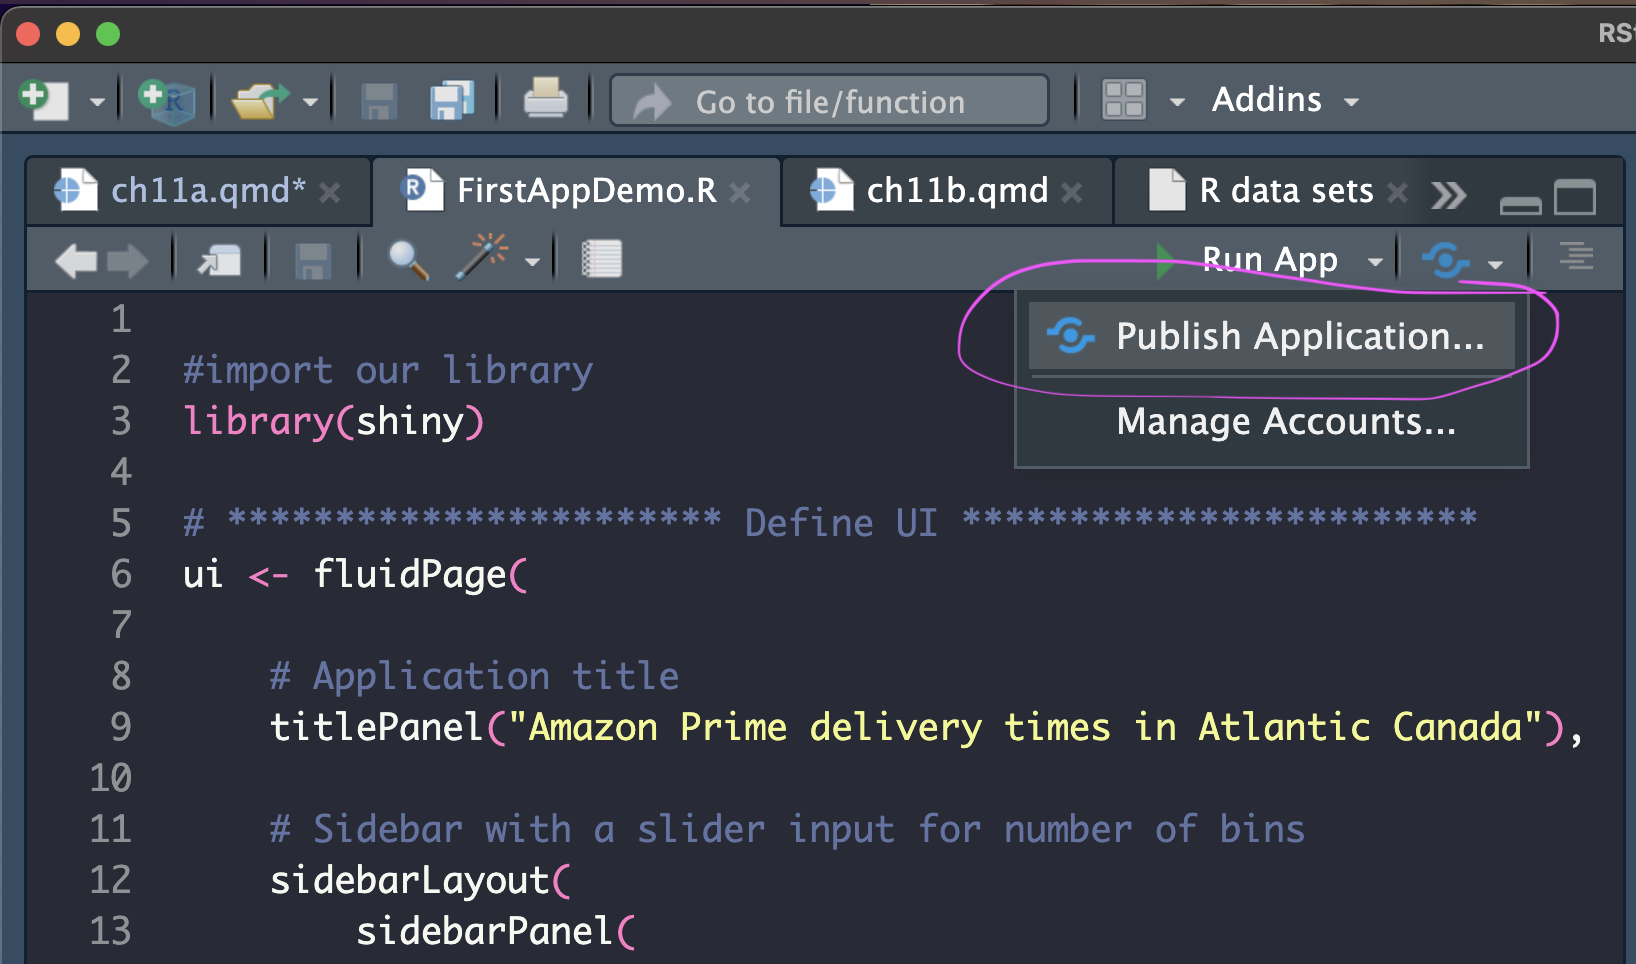 RSt
Go to file/function
Addins
ch11a.qmd*
FirstAppDemo.R
ch11b.qmd
R data sets
Run App
Publish Application...
Manage Accounts...
1
2 #import our library
3 library(shiny)
4
5 # *********************** Define UI ************************
6 ui <- fluidPage(
7
8 # Application title
9 titlePanel("Amazon Prime delivery times in Atlantic Canada"),
10
11 # Sidebar with a slider input for number of bins
12 sidebarLayout(
13 sidebarPanel(